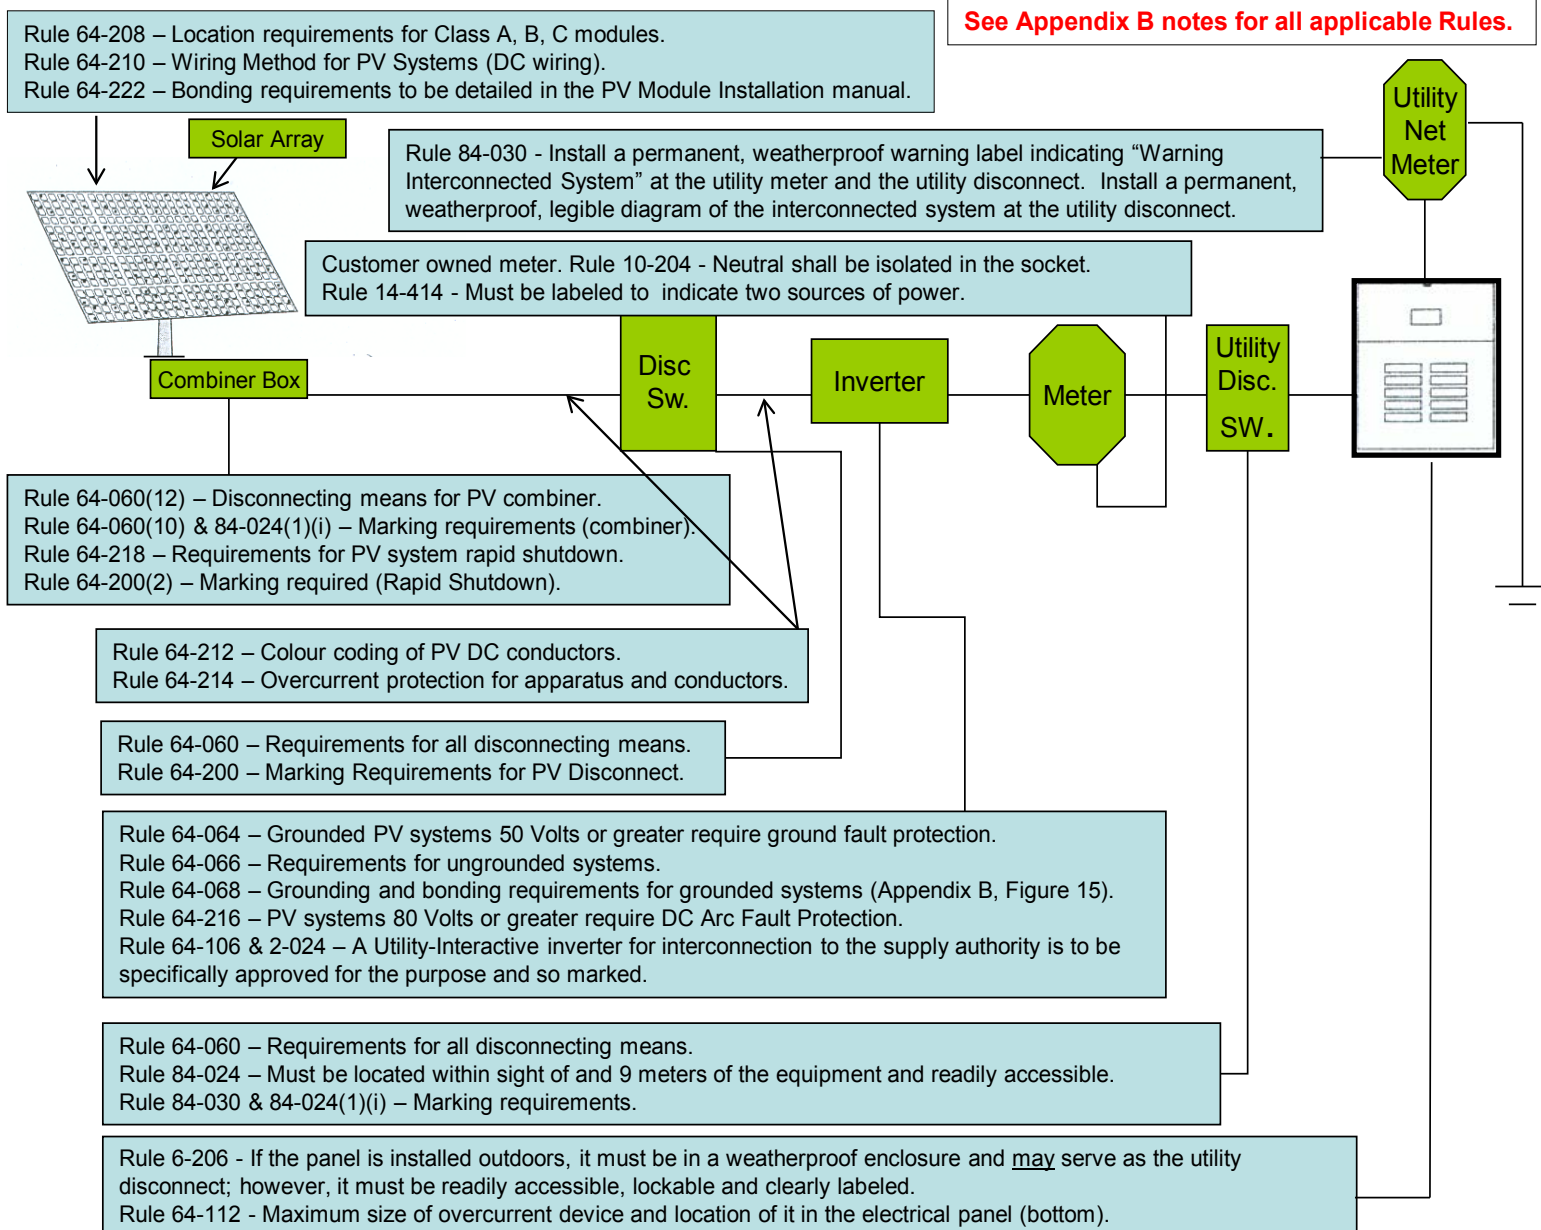 See Appendix B notes for all applicable Rules.
Rule 64-208 – Location requirements for Class A, B, C modules.
Rule 64-210 – Wiring Method for PV Systems (DC wiring).
Rule 64-222 – Bonding requirements to be detailed in the PV Module Installation manual.
Utility
Net
Meter
Solar Array
Rule 84-030 - Install a permanent, weatherproof warning label indicating “Warning
Interconnected System” at the utility meter and the utility disconnect.  Install a permanent,
weatherproof, legible diagram of the interconnected system at the utility disconnect.
Customer owned meter. Rule 10-204 - Neutral shall be isolated in the socket.
Rule 14-414 - Must be labeled to  indicate two sources of power.
Combiner Box
Disc
Sw.
Inverter
Meter
Utility
Disc.
SW.
Rule 64-060(12) – Disconnecting means for PV combiner.
Rule 64-060(10) & 84-024(1)(i) – Marking requirements (combiner).
Rule 64-218 – Requirements for PV system rapid shutdown.
Rule 64-200(2) – Marking required (Rapid Shutdown).
Rule 64-212 – Colour coding of PV DC conductors.
Rule 64-214 – Overcurrent protection for apparatus and conductors.
Rule 64-060 – Requirements for all disconnecting means.
Rule 64-200 – Marking Requirements for PV Disconnect.
Rule 64-064 – Grounded PV systems 50 Volts or greater require ground fault protection.
Rule 64-066 – Requirements for ungrounded systems.
Rule 64-068 – Grounding and bonding requirements for grounded systems (Appendix B, Figure 15).
Rule 64-216 – PV systems 80 Volts or greater require DC Arc Fault Protection.
Rule 64-106 & 2-024 – A Utility-Interactive inverter for interconnection to the supply authority is to be
specifically approved for the purpose and so marked.
Rule 64-060 – Requirements for all disconnecting means.
Rule 84-024 – Must be located within sight of and 9 meters of the equipment and readily accessible.
Rule 84-030 & 84-024(1)(i) – Marking requirements.
Rule 6-206 - If the panel is installed outdoors, it must be in a weatherproof enclosure and may serve as the utility
disconnect; however, it must be readily accessible, lockable and clearly labeled.
Rule 64-112 - Maximum size of overcurrent device and location of it in the electrical panel (bottom).